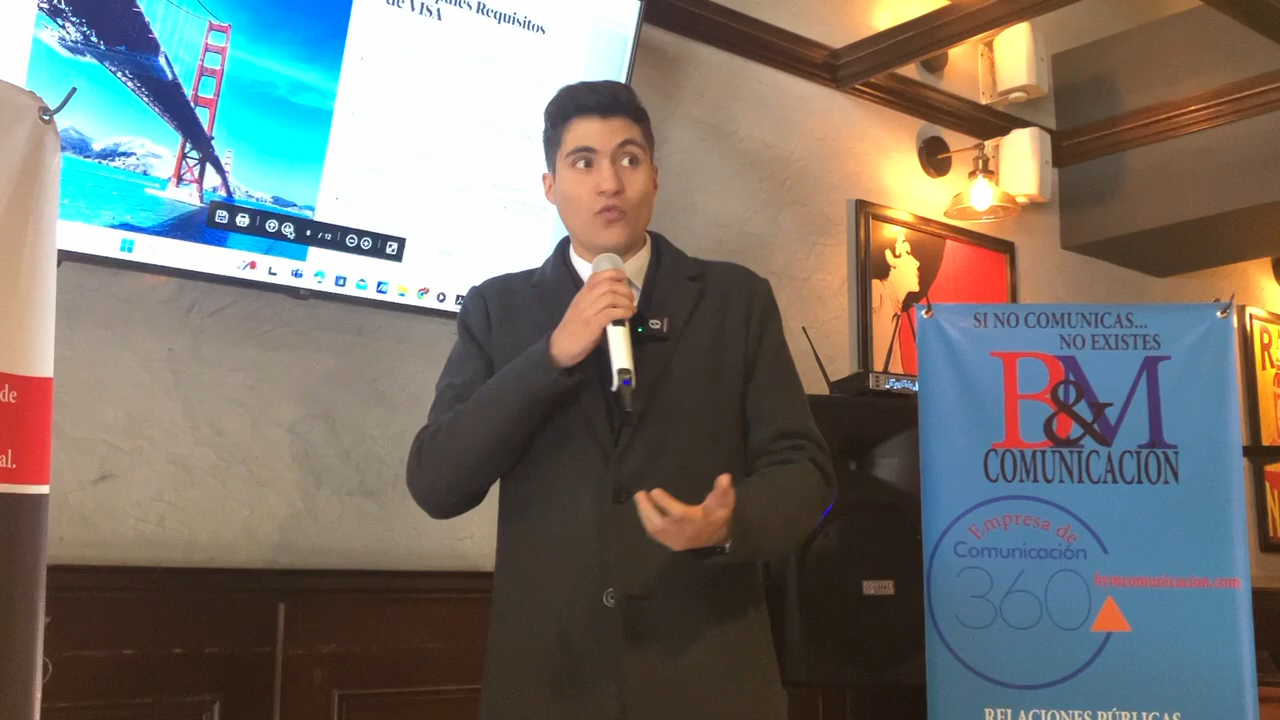 Requisitos
de VISA
8 / 12
de
al.
SI NO COMUNICAS...
NO EXISTES
B&M
COMUNICACIÓN
Empresa de
Comunicación
360
bymcomunicacion.com
RELACIONES PÚBLICAS